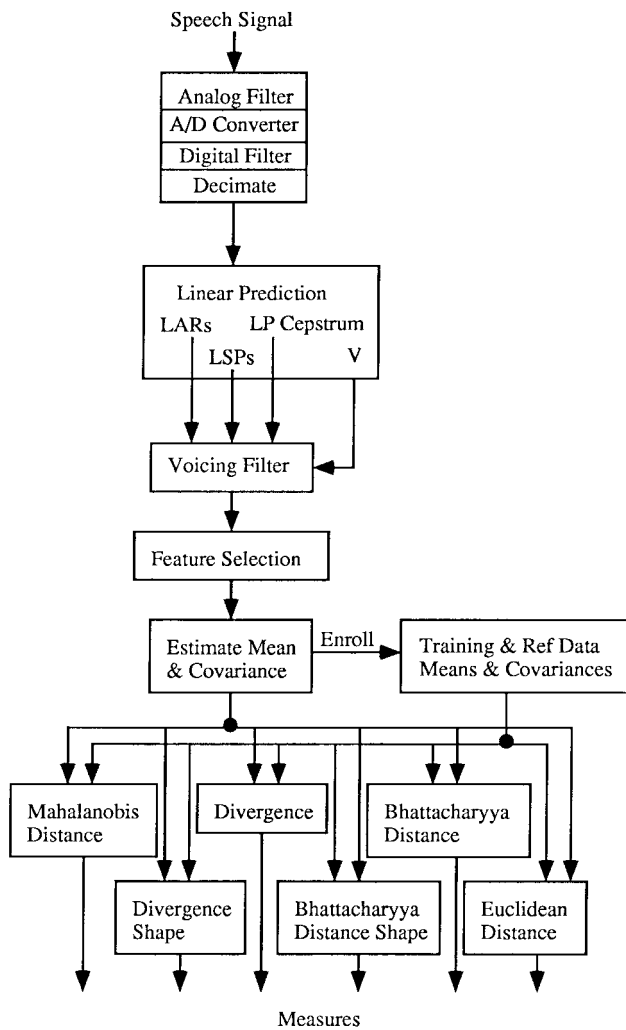 Speech Signal
Analog Filter
A/D Converter
Digital Filter
Decimate
Linear Prediction
LARs LP Cepstrum
LSPs V
Voicing Filter
Feature Selection
Estimate Mean
& Covariance
Enroll
Training & Ref Data
Means & Covariances
Mahalanobis
Distance
Divergence
Bhattacharyya
Distance
Divergence
Shape
Bhattacharyya
Distance Shape
Euclidean
Distance
Measures